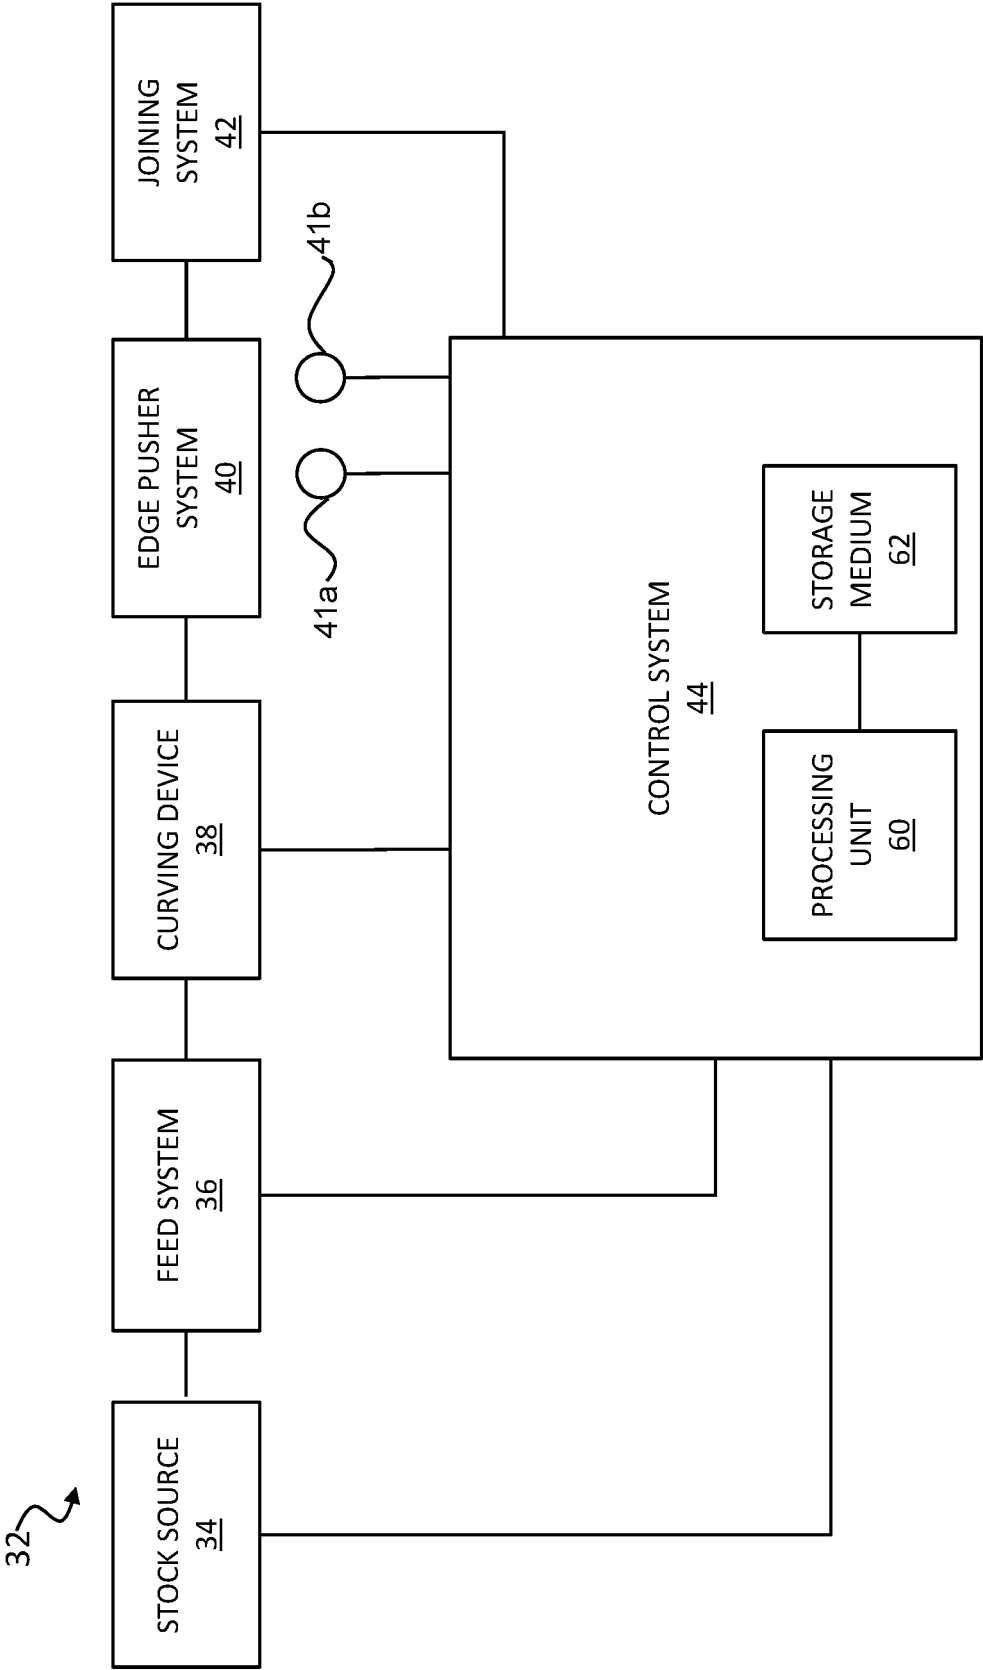 32
STOCK SOURCE
34
FEED SYSTEM
36
CURVING DEVICE
38
EDGE PUSHER
SYSTEM
40
JOINING
SYSTEM
42
41a
41b
CONTROL SYSTEM
44
PROCESSING
UNIT
60
STORAGE
MEDIUM
62